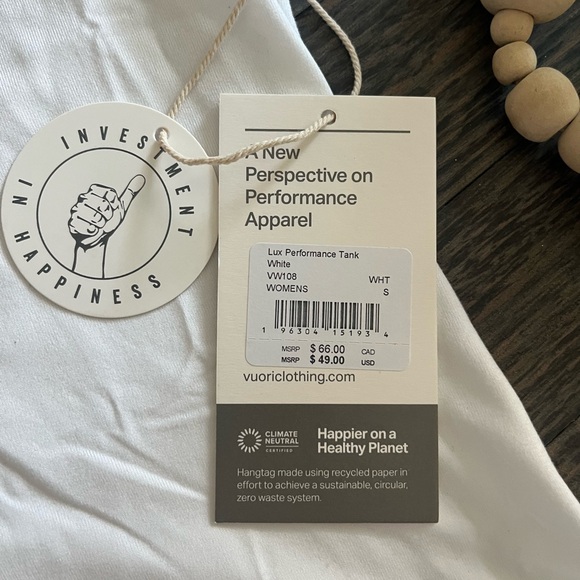 INVESTMENT
IN HAPPINESS
A New
Perspective on
Performance
Apparel
Lux Performance Tank
White
VW108 WHT
WOMENS S
1 96304 15193 4
MSRP $ 66.00 CAD
MSRP $ 49.00 USD
vuoriclothing.com
CLIMATE
NEUTRAL
CERTIFIED
Happier on a
Healthy Planet
Hangtag made using recycled paper in
effort to achieve a sustainable, circular,
zero waste system.